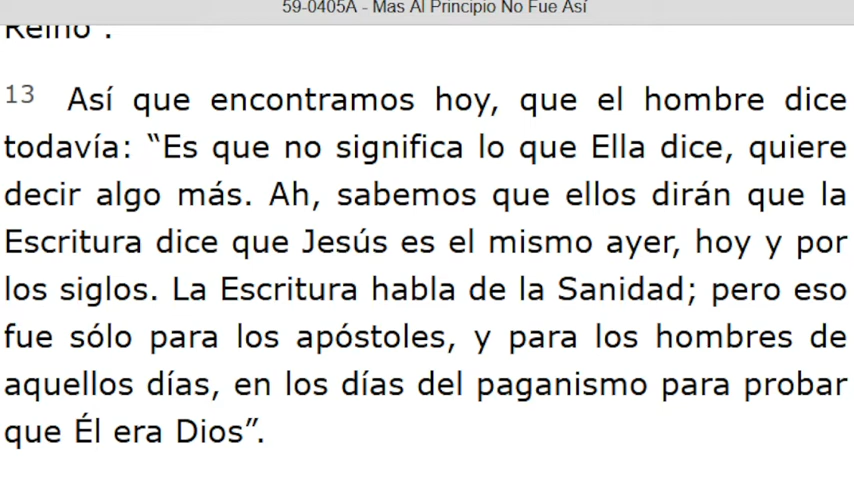 59-0405A - Mas Al Principio No Fue Así
Reino".
13 Así que encontramos hoy, que el hombre dice
todavía: “Es que no significa lo que Ella dice, quiere
decir algo más. Ah, sabemos que ellos dirán que la
Escritura dice que Jesús es el mismo ayer, hoy y por
los siglos. La Escritura habla de la Sanidad; pero eso
fue sólo para los apóstoles, y para los hombres de
aquellos días, en los días del paganismo para probar
que Él era Dios”.